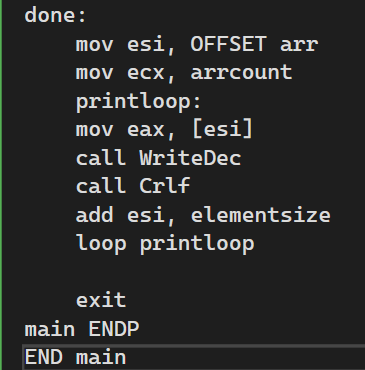 done:
    mov esi, OFFSET arr
    mov ecx, arrcount
    printloop:
    mov eax, [esi]
    call WriteDec
    call Crlf
    add esi, elementsize
    loop printloop

    exit
main ENDP
END main